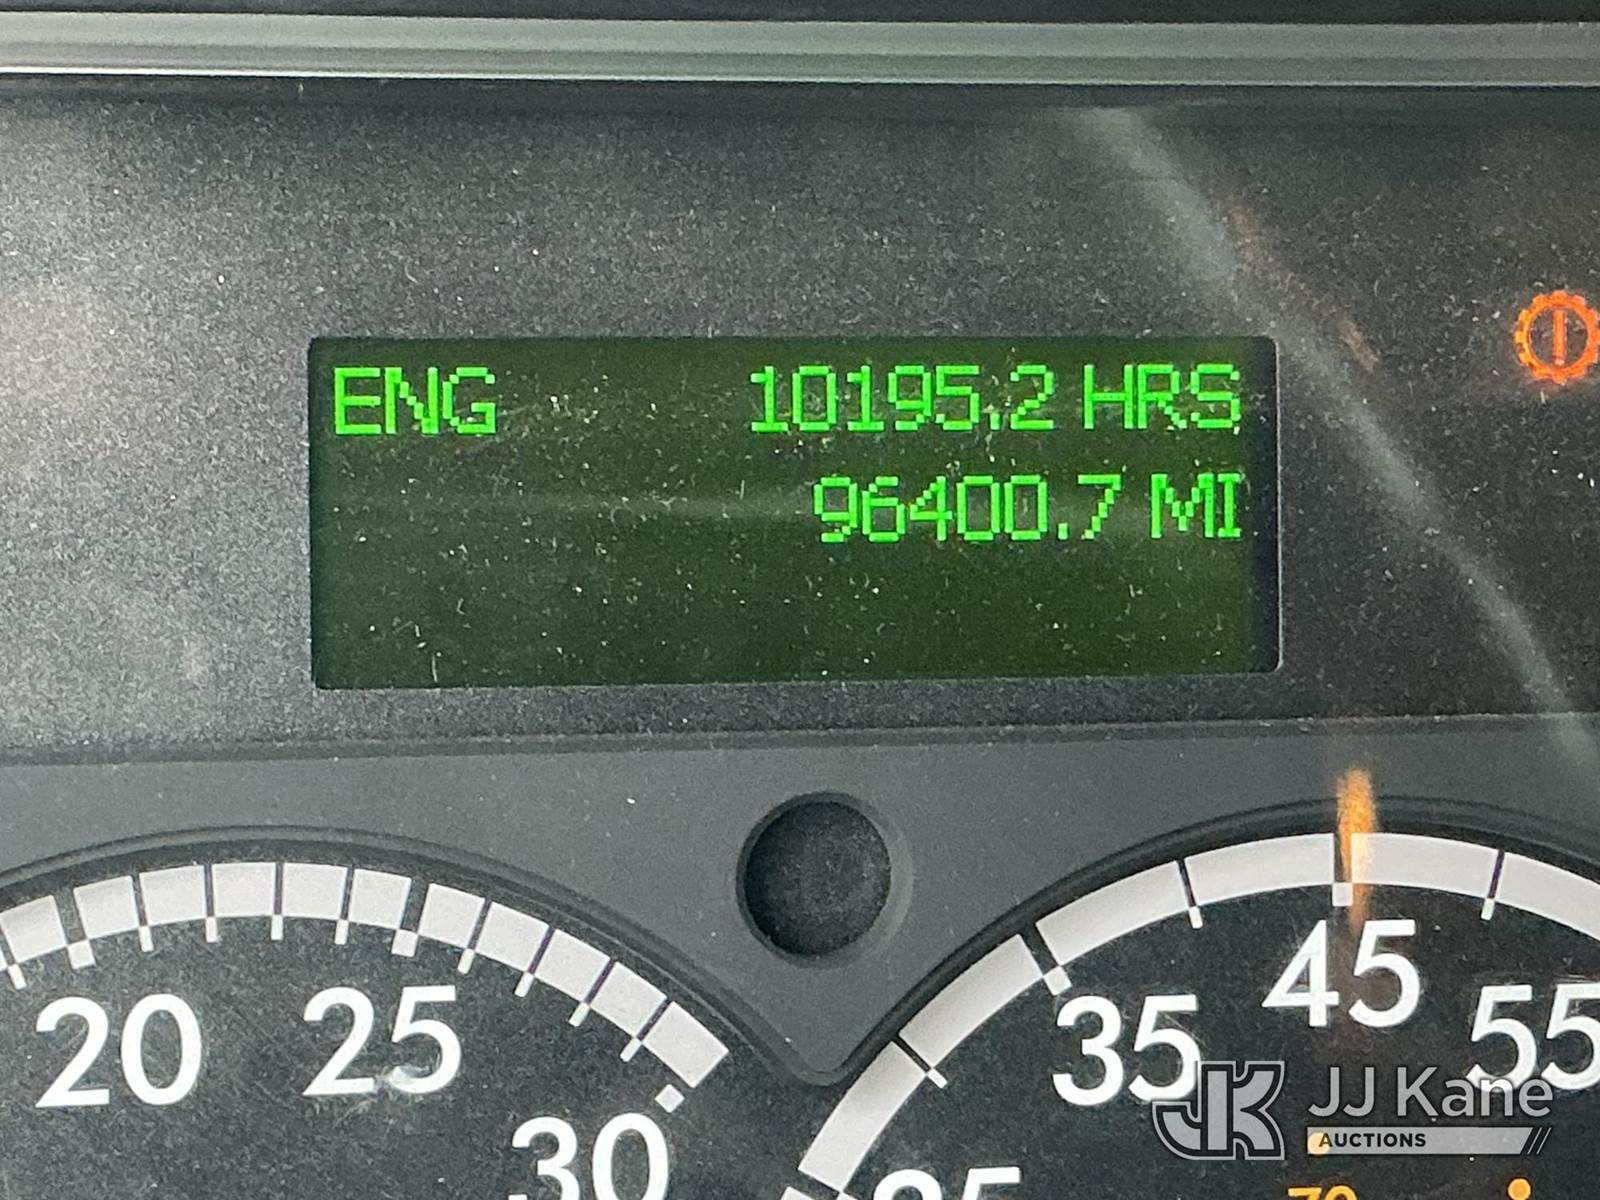 ENG 10195.2 HRS
96400.7 MI
20 25 30
35 45 55
JJ Kane
AUCTIONS